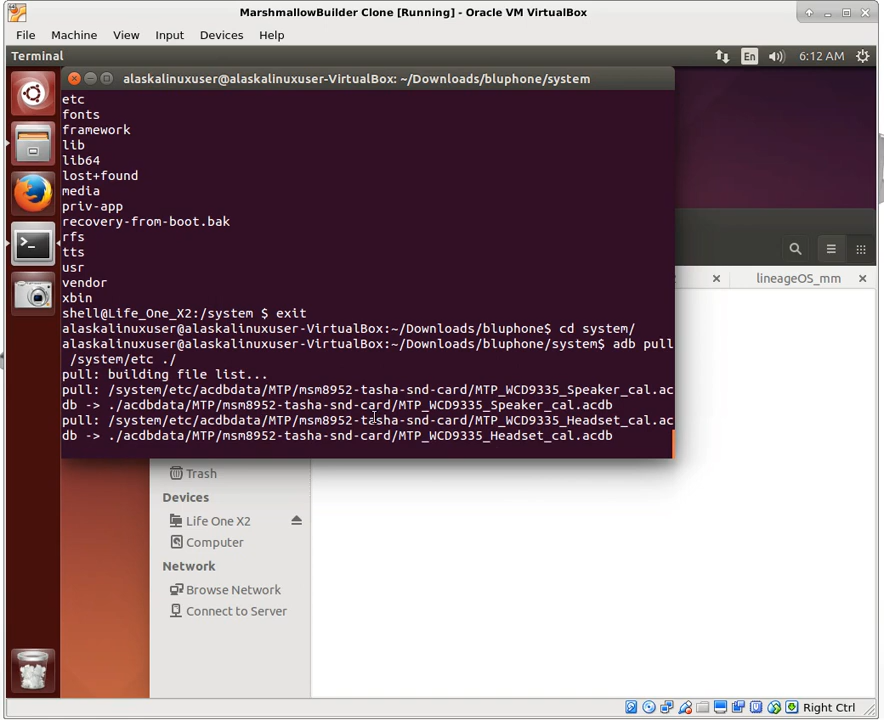 MarshmallowBuilder Clone [Running] - Oracle VM VirtualBox
File Machine View Input Devices Help
Terminal
En
6:12 AM
alaskalinuxuser@alaskalinuxuser-VirtualBox: ~/Downloads/bluphone/system
etc
fonts
framework
lib
lib64
lost+found
media
priv-app
recovery-from-boot.bak
rfs
tts
usr
vendor
xbin
shell@Life_One_X2:/system $ exit
alaskalinuxuser@alaskalinuxuser-VirtualBox:~/Downloads/bluphone$ cd system/
alaskalinuxuser@alaskalinuxuser-VirtualBox:~/Downloads/bluphone/system$ adb pull
/system/etc ./
pull: building file list...
pull: /system/etc/acdbdata/MTP/msm8952-tasha-snd-card/MTP_WCD9335_Speaker_cal.ac
db -> ./acdbdata/MTP/msm8952-tasha-snd-card/MTP_WCD9335_Speaker_cal.acdb
pull: /system/etc/acdbdata/MTP/msm8952-tasha-snd-card/MTP_WCD9335_Headset_cal.ac
db -> ./acdbdata/MTP/msm8952-tasha-snd-card/MTP_WCD9335_Headset_cal.acdb
lineageOS_mm
Trash
Devices
Life One X2
Computer
Network
Browse Network
Connect to Server
Right Ctrl